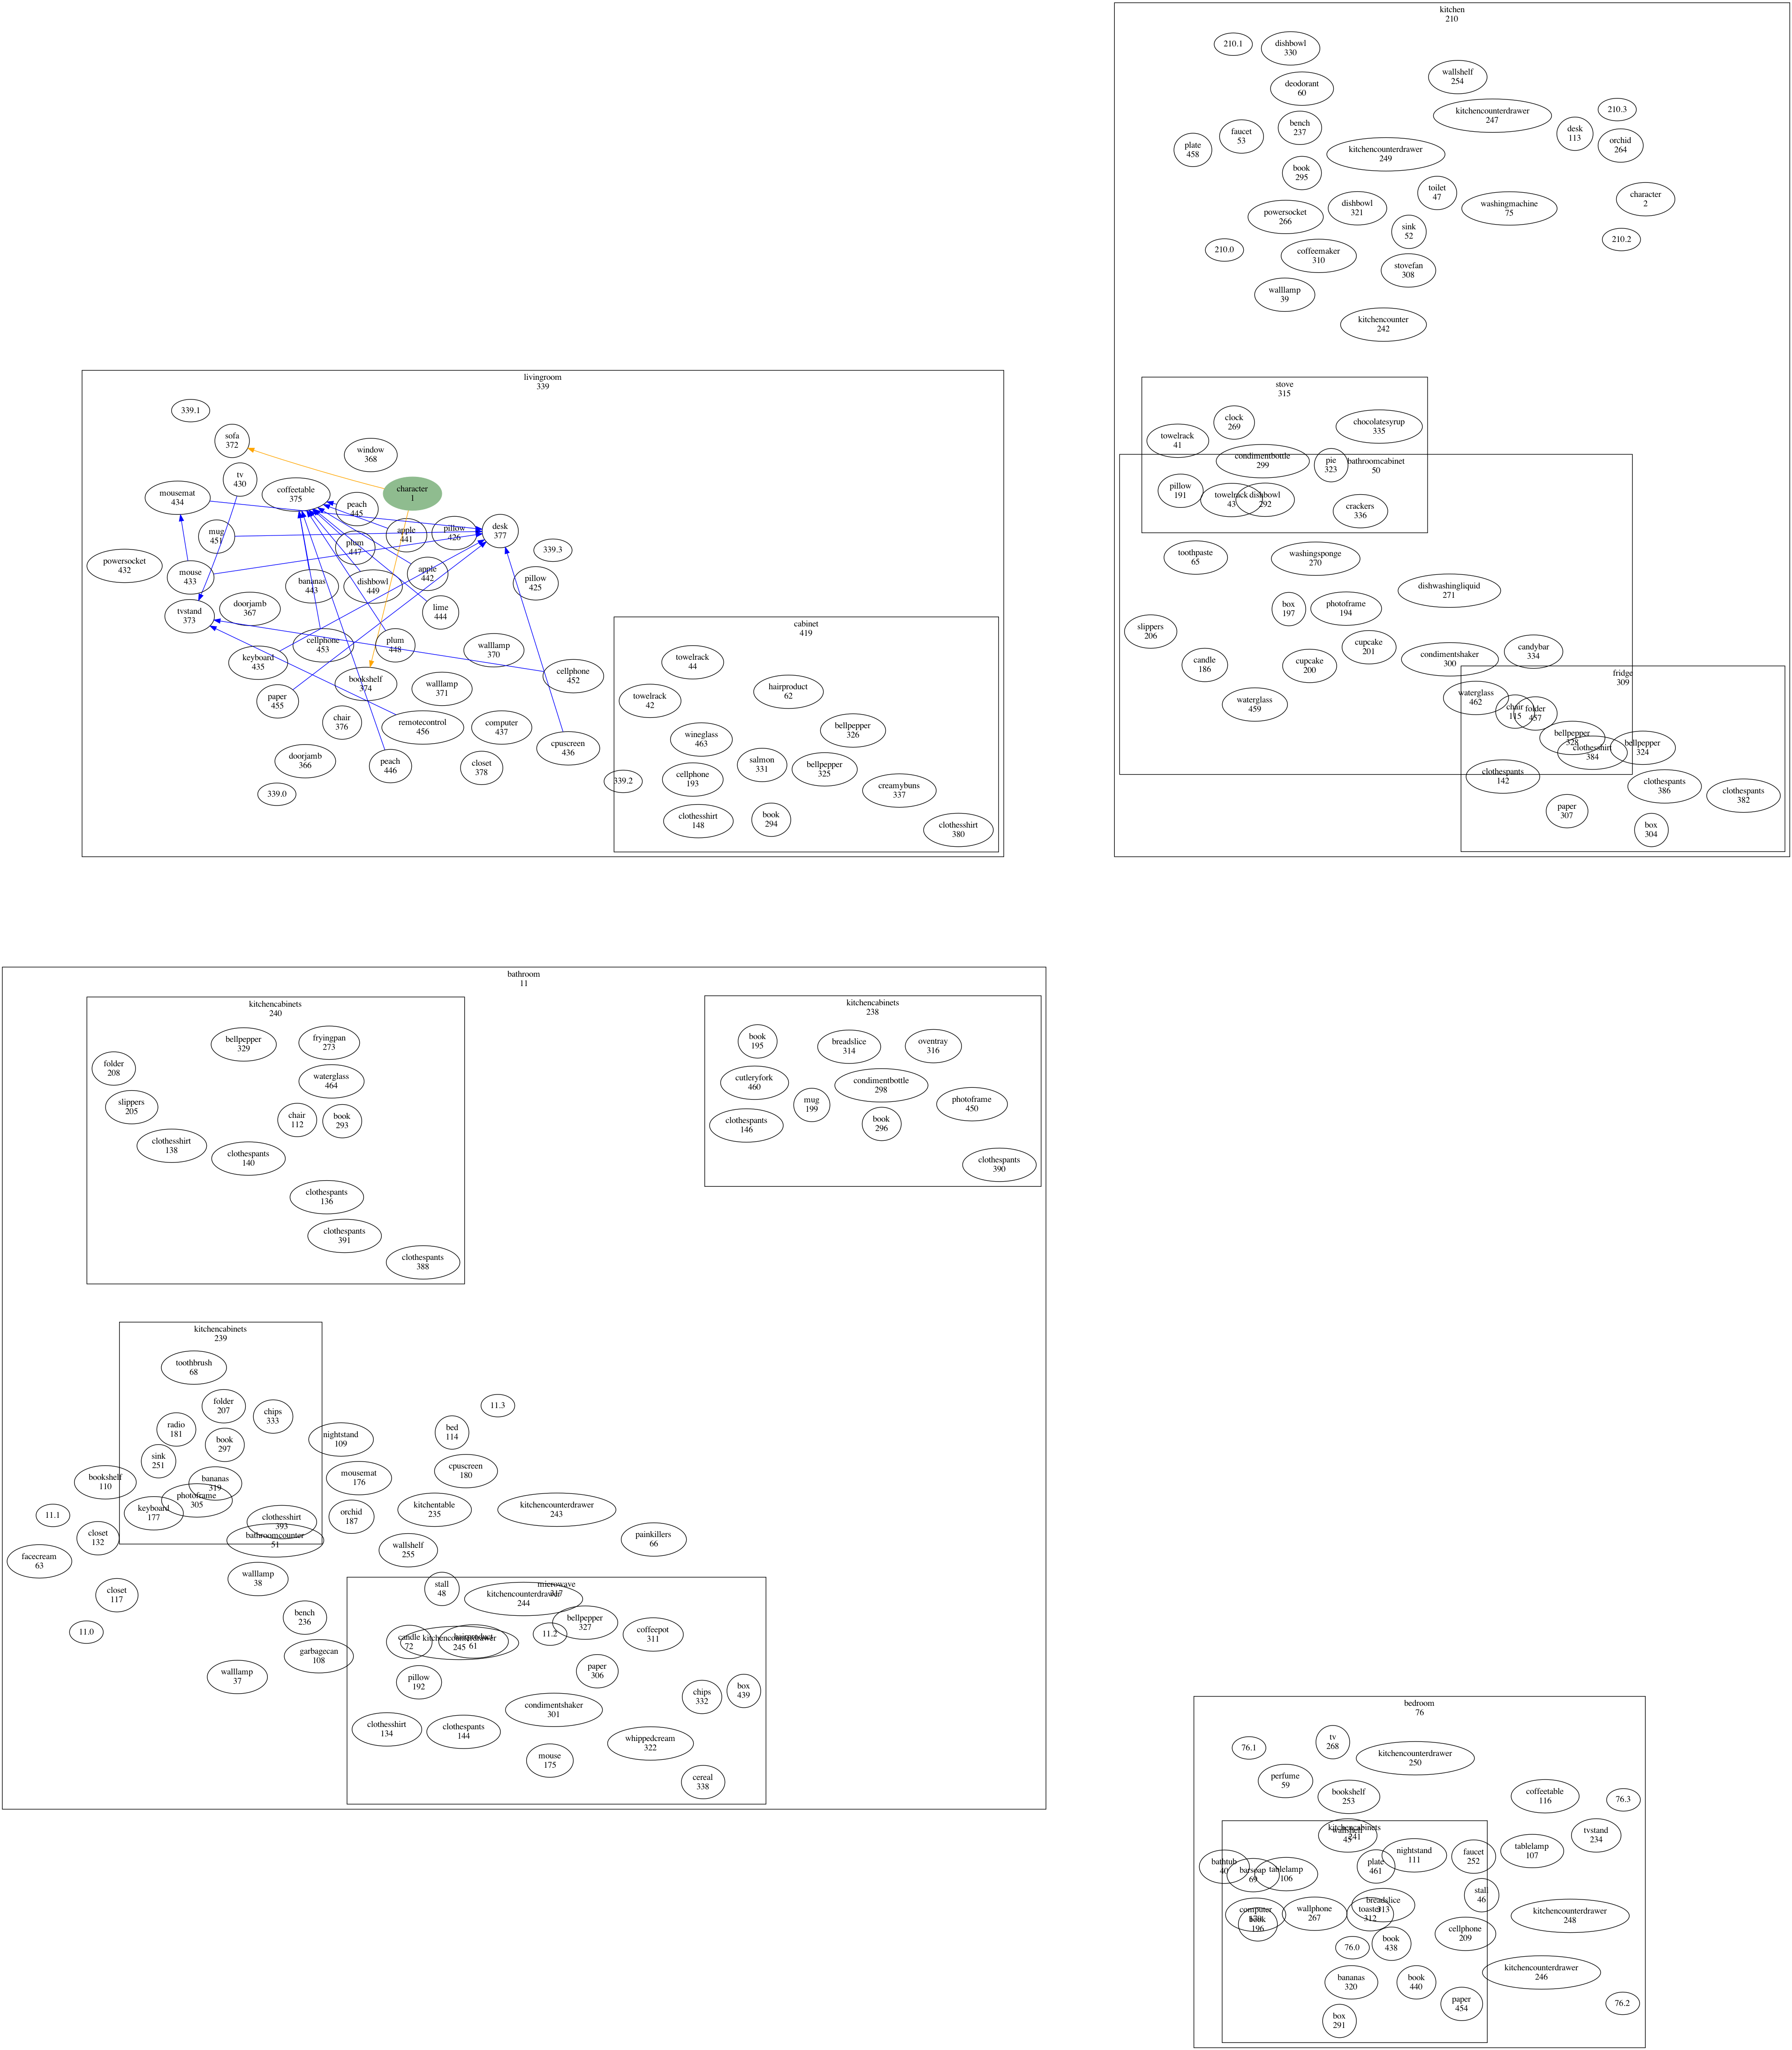 kitchen
210
210.1
dishbowl
330
wallshelf
254
deodorant
60
kitchencounterdrawer
247
210.3
bench
237
desk
113
faucet
53
orchid
264
plate
458
kitchencounterdrawer
249
book
295
toilet
47
character
2
dishbowl
321
washingmachine
75
powersocket
266
sink
52
210.2
210.0
coffeemaker
310
stovefan
308
walllamp
39
kitchencounter
242
stove
315
clock
269
chocolatesyrup
335
towelrack
41
condimentbottle
299
pie
323
bathroomcabinet
50
pillow
191
towelrack
43
dishbowl
292
crackers
336
toothpaste
65
washingsponge
270
dishwashingliquid
271
box
197
photoframe
194
slippers
206
cupcake
201
candle
186
cupcake
200
condimentshaker
300
candybar
334
fridge
309
waterglass
459
waterglass
462
chair
115
folder
457
bellpepper
328
clothesshirt
384
bellpepper
324
clothespants
142
clothespants
386
clothespants
382
paper
307
box
304
livingroom
339
339.1
sofa
372
window
368
tv
430
mousemat
434
coffeetable
375
character
1
peach
445
mug
451
apple
441
pillow
426
desk
377
plum
447
339.3
powersocket
432
mouse
433
bananas
443
dishbowl
449
apple
442
pillow
425
tvstand
373
doorjamb
367
lime
444
cellphone
453
plum
448
walllamp
370
keyboard
435
cellphone
452
bookshelf
374
walllamp
371
paper
455
chair
376
remotecontrol
456
computer
437
cpuscreen
436
doorjamb
366
peach
446
closet
378
339.0
339.2
cabinet
419
towelrack
44
towelrack
42
hairproduct
62
wineglass
463
bellpepper
326
salmon
331
bellpepper
325
cellphone
193
creamybuns
337
clothesshirt
148
book
294
clothesshirt
380
bathroom
11
kitchencabinets
240
bellpepper
329
fryingpan
273
folder
208
waterglass
464
slippers
205
chair
112
book
293
clothesshirt
138
clothespants
140
clothespants
136
clothespants
391
clothespants
388
kitchencabinets
238
book
195
breadslice
314
oventray
316
cutleryfork
460
condimentbottle
298
mug
199
photoframe
450
clothespants
146
book
296
clothespants
390
kitchencabinets
239
toothbrush
68
folder
207
chips
333
radio
181
book
297
sink
251
bookshelf
110
bananas
319
photoframe
305
keyboard
177
clothesshirt
393
bathroomcounter
51
nightstand
109
bed
114
11.3
mousemat
176
cpuscreen
180
orchid
187
kitchentable
235
kitchencounterdrawer
243
11.1
closet
132
facecream
63
wallshelf
255
painkillers
66
walllamp
38
closet
117
stall
48
microwave
317
kitchencounterdrawer
244
bench
236
bellpepper
327
11.0
candle
72
kitchencounterdrawer
245
hairproduct
61
11.2
coffeepot
311
garbagecan
108
walllamp
37
pillow
192
paper
306
chips
332
box
439
condimentshaker
301
clothesshirt
134
clothespants
144
whippedcream
322
mouse
175
cereal
338
bedroom
76
76.1
tv
268
kitchencounterdrawer
250
perfume
59
bookshelf
253
coffeetable
116
76.3
kitchencabinets
241
wallshelf
45
tvstand
234
nightstand
111
tablelamp
107
faucet
252
bathtub
40
barsoap
69
tablelamp
106
plate
461
stall
46
breadslice
313
computer
book
196
wallphone
267
toaster
312
kitchencounterdrawer
248
cellphone
209
76.0
book
438
bananas
320
book
440
kitchencounterdrawer
246
paper
454
76.2
box
291